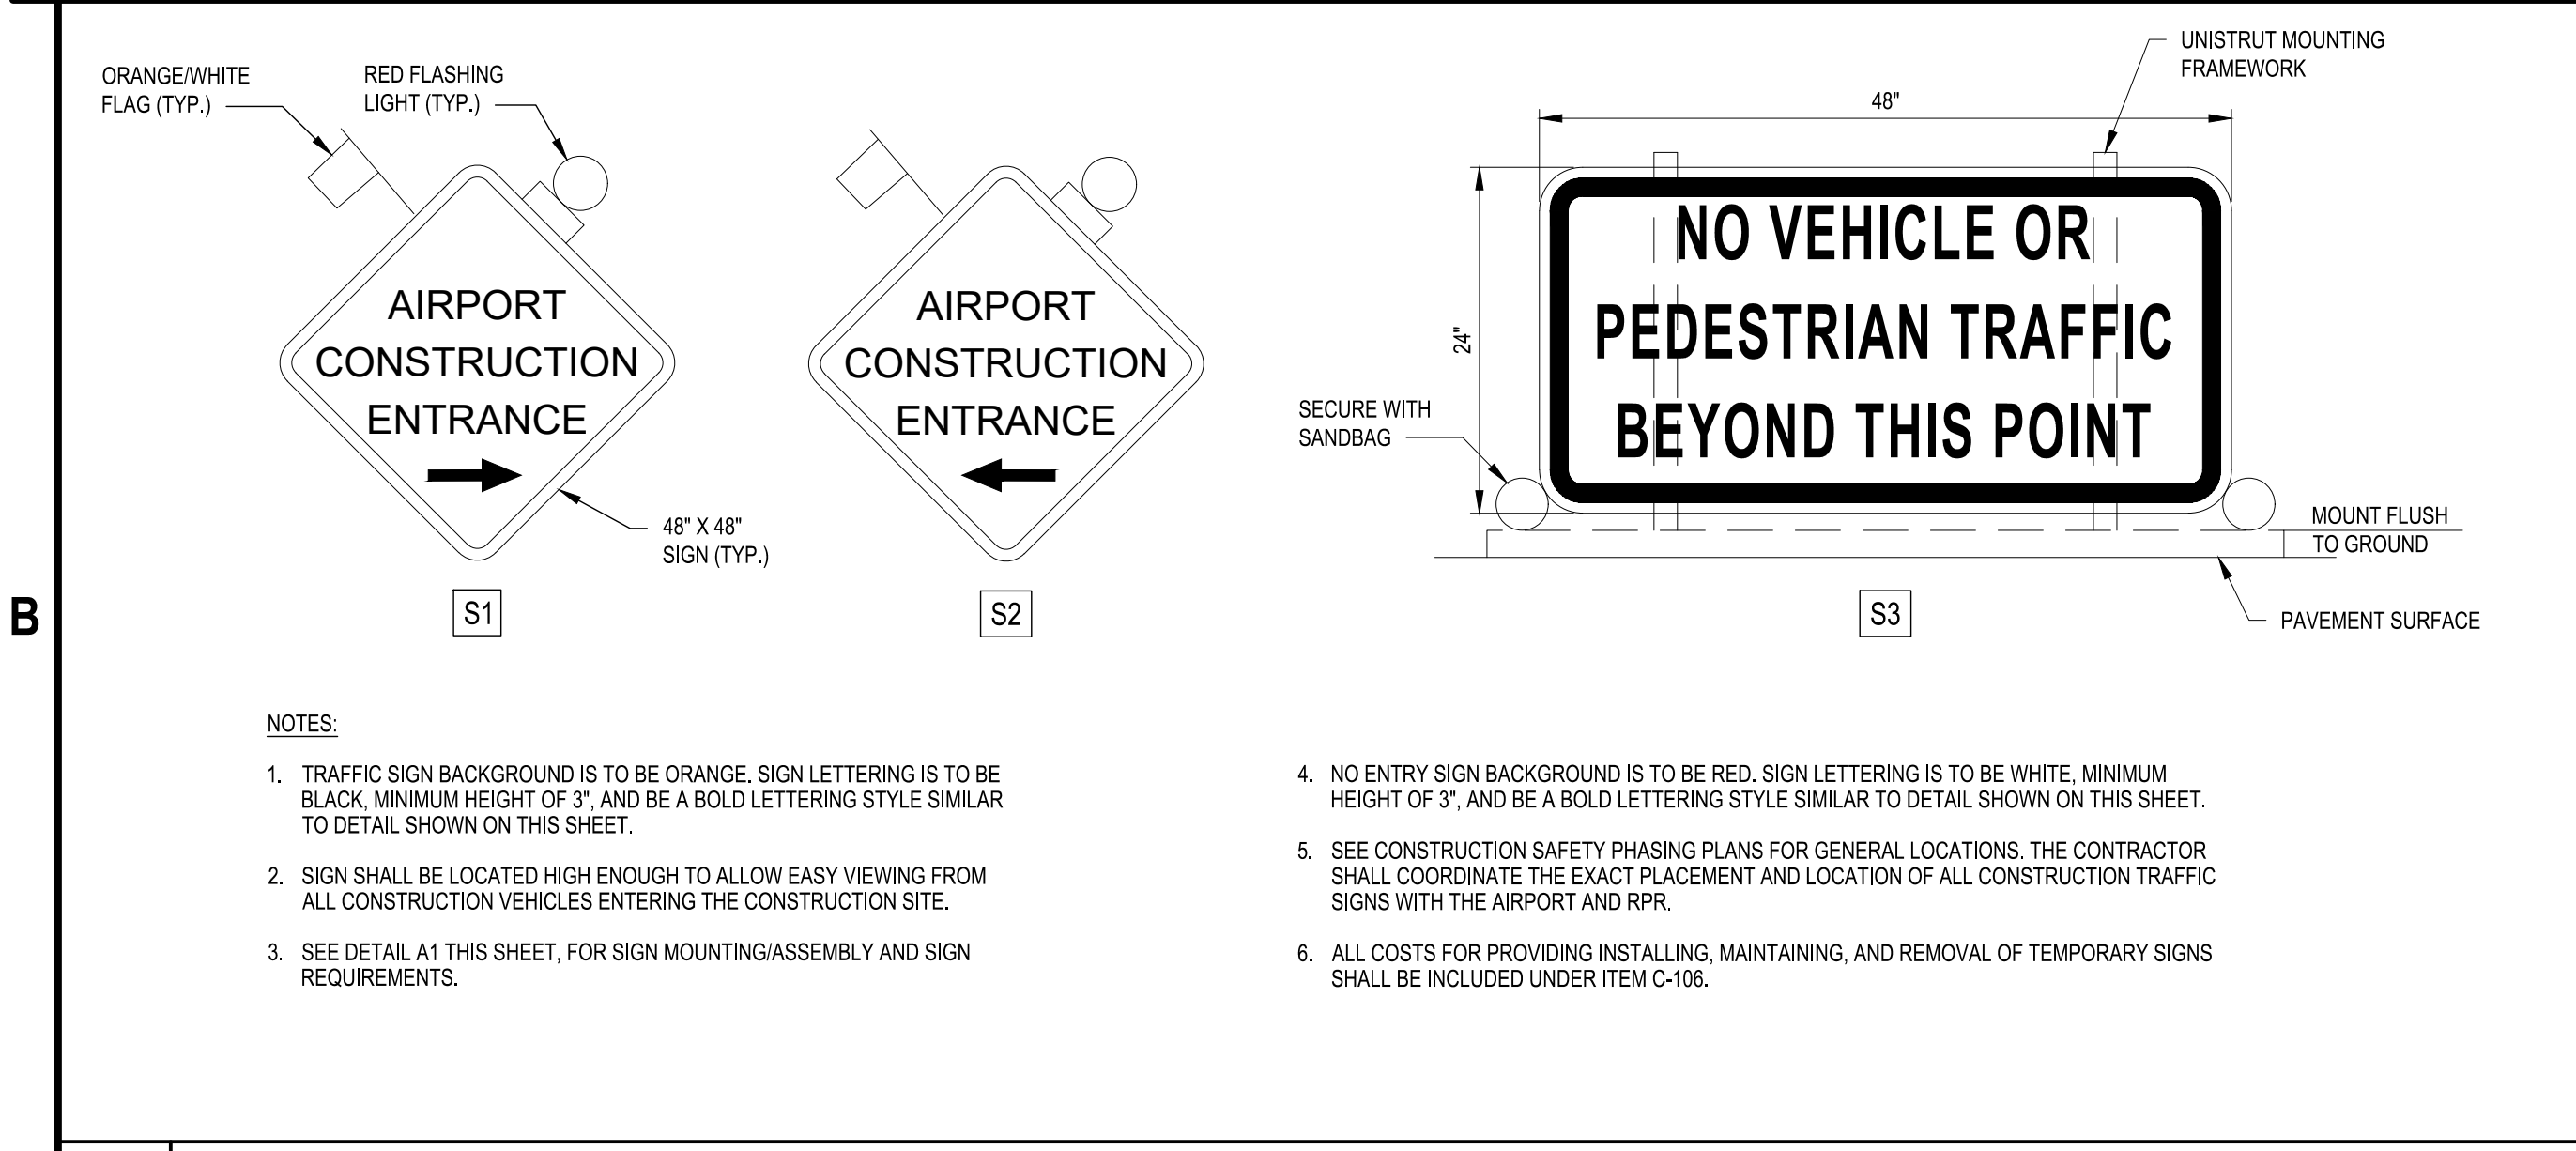 ORANGE/WHITE
FLAG (TYP.)
RED FLASHING
LIGHT (TYP.)
AIRPORT
CONSTRUCTION
ENTRANCE
48" X 48"
SIGN (TYP.)
S1
AIRPORT
CONSTRUCTION
ENTRANCE
S2
UNISTRUT MOUNTING
FRAMEWORK
48"
24"
NO VEHICLE OR
PEDESTRIAN TRAFFIC
BEYOND THIS POINT
SECURE WITH
SANDBAG
MOUNT FLUSH
TO GROUND
PAVEMENT SURFACE
S3
B
NOTES:
1. TRAFFIC SIGN BACKGROUND IS TO BE ORANGE. SIGN LETTERING IS TO BE
BLACK, MINIMUM HEIGHT OF 3", AND BE A BOLD LETTERING STYLE SIMILAR
TO DETAIL SHOWN ON THIS SHEET.
2. SIGN SHALL BE LOCATED HIGH ENOUGH TO ALLOW EASY VIEWING FROM
ALL CONSTRUCTION VEHICLES ENTERING THE CONSTRUCTION SITE.
3. SEE DETAIL A1 THIS SHEET, FOR SIGN MOUNTING/ASSEMBLY AND SIGN
REQUIREMENTS.
4. NO ENTRY SIGN BACKGROUND IS TO BE RED. SIGN LETTERING IS TO BE WHITE, MINIMUM
HEIGHT OF 3", AND BE A BOLD LETTERING STYLE SIMILAR TO DETAIL SHOWN ON THIS SHEET.
5. SEE CONSTRUCTION SAFETY PHASING PLANS FOR GENERAL LOCATIONS. THE CONTRACTOR
SHALL COORDINATE THE EXACT PLACEMENT AND LOCATION OF ALL CONSTRUCTION TRAFFIC
SIGNS WITH THE AIRPORT AND RPR.
6. ALL COSTS FOR PROVIDING INSTALLING, MAINTAINING, AND REMOVAL OF TEMPORARY SIGNS
SHALL BE INCLUDED UNDER ITEM C-106.